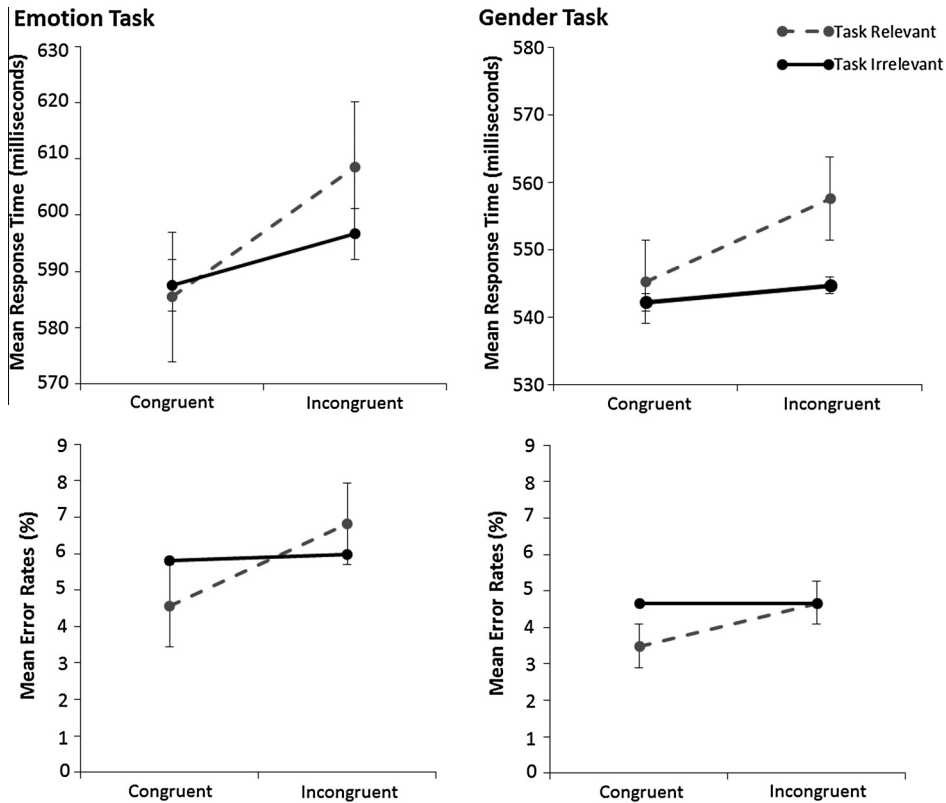 Emotion Task
Gender Task
Task Relevant
Task Irrelevant
Mean Response Time (milliseconds)
630
620
610
600
590
580
570
Congruent
Incongruent
Mean Response Time (milliseconds)
580
570
560
550
540
530
Congruent
Incongruent
Mean Error Rates (%)
9
8
7
6
5
4
3
2
1
0
Congruent
Incongruent
Mean Error Rates (%)
9
8
7
6
5
4
3
2
1
0
Congruent
Incongruent